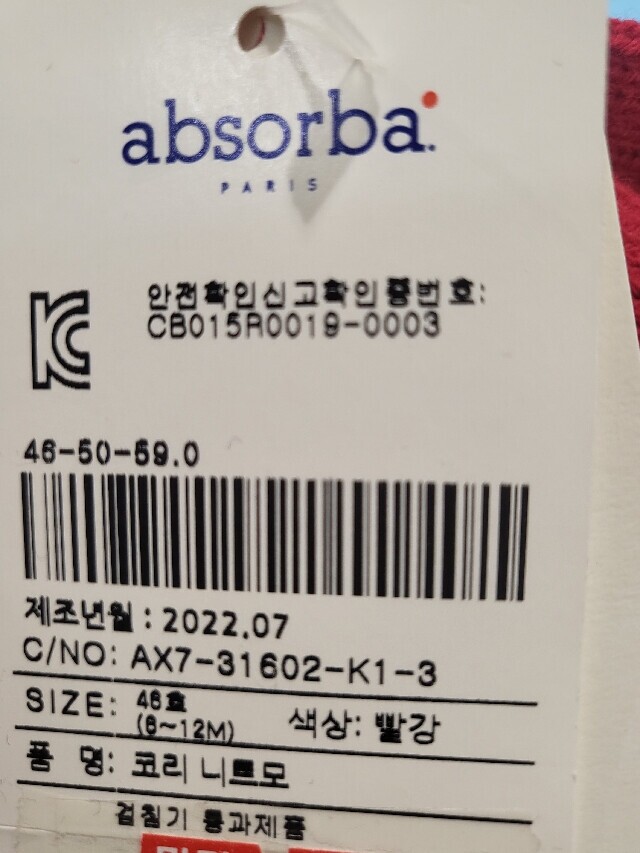 absorba.
PARIS
안전확인신고확인증번호:
CB015R0019-0003
46-50-59.0
제조년월 : 2022.07
C/NO: AX7-31602-K1-3
SIZE: 46호 (6~12M) 색상: 빨강
품 명: 코리 니트모
검침기 통과제품